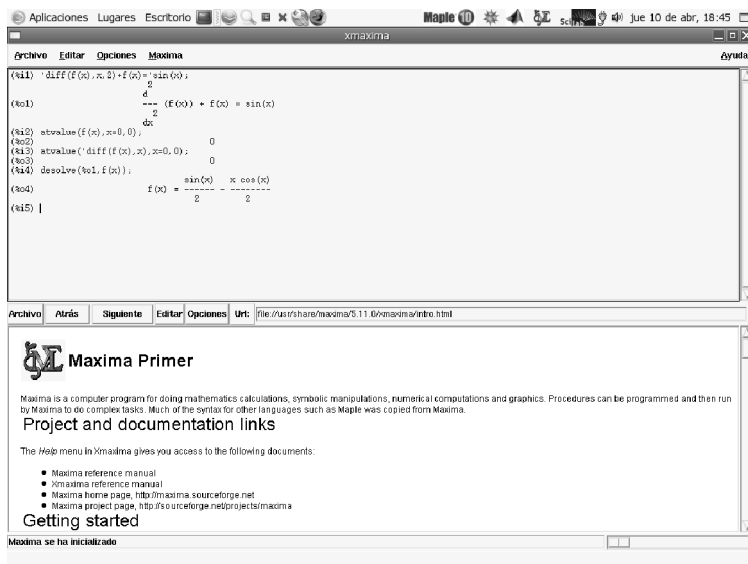 Aplicaciones Lugares Escritorio Maple 10 jue 10 de abr, 18:45
xmaxima
Archivo Editar Opciones Maxima Ayuda
(%i1) 'diff(f(x),x,2)+f(x)='sin(x);
2
d
(%o1) --- (f(x)) + f(x) = sin(x)
2
dx
(%i2) atvalue(f(x),x=0,0);
(%o2) 0
(%i3) atvalue('diff(f(x),x),x=0,0);
(%o3) 0
(%i4) desolve(%o1,f(x));
sin(x) x cos(x)
(%o4) f(x) = ------ - --------
2 2
(%i5)
Archivo Atrás Siguiente Editar Opciones Url: file://usr/share/maxima/5.11.0/xmaxima/intro.html
Maxima Primer
Maxima is a computer program for doing mathematics calculations, symbolic manipulations, numerical computations and graphics. Procedures can be programmed and then run
by Maxima to do complex tasks. Much of the syntax for other languages such as Maple was copied from Maxima.
Project and documentation links
The Help menu in Xmaxima gives you access to the following documents:
Maxima reference manual
Xmaxima reference manual
Maxima home page, http://maxima.sourceforge.net
Maxima project page, http://sourceforge.net/projects/maxima
Getting started
Maxima se ha inicializado